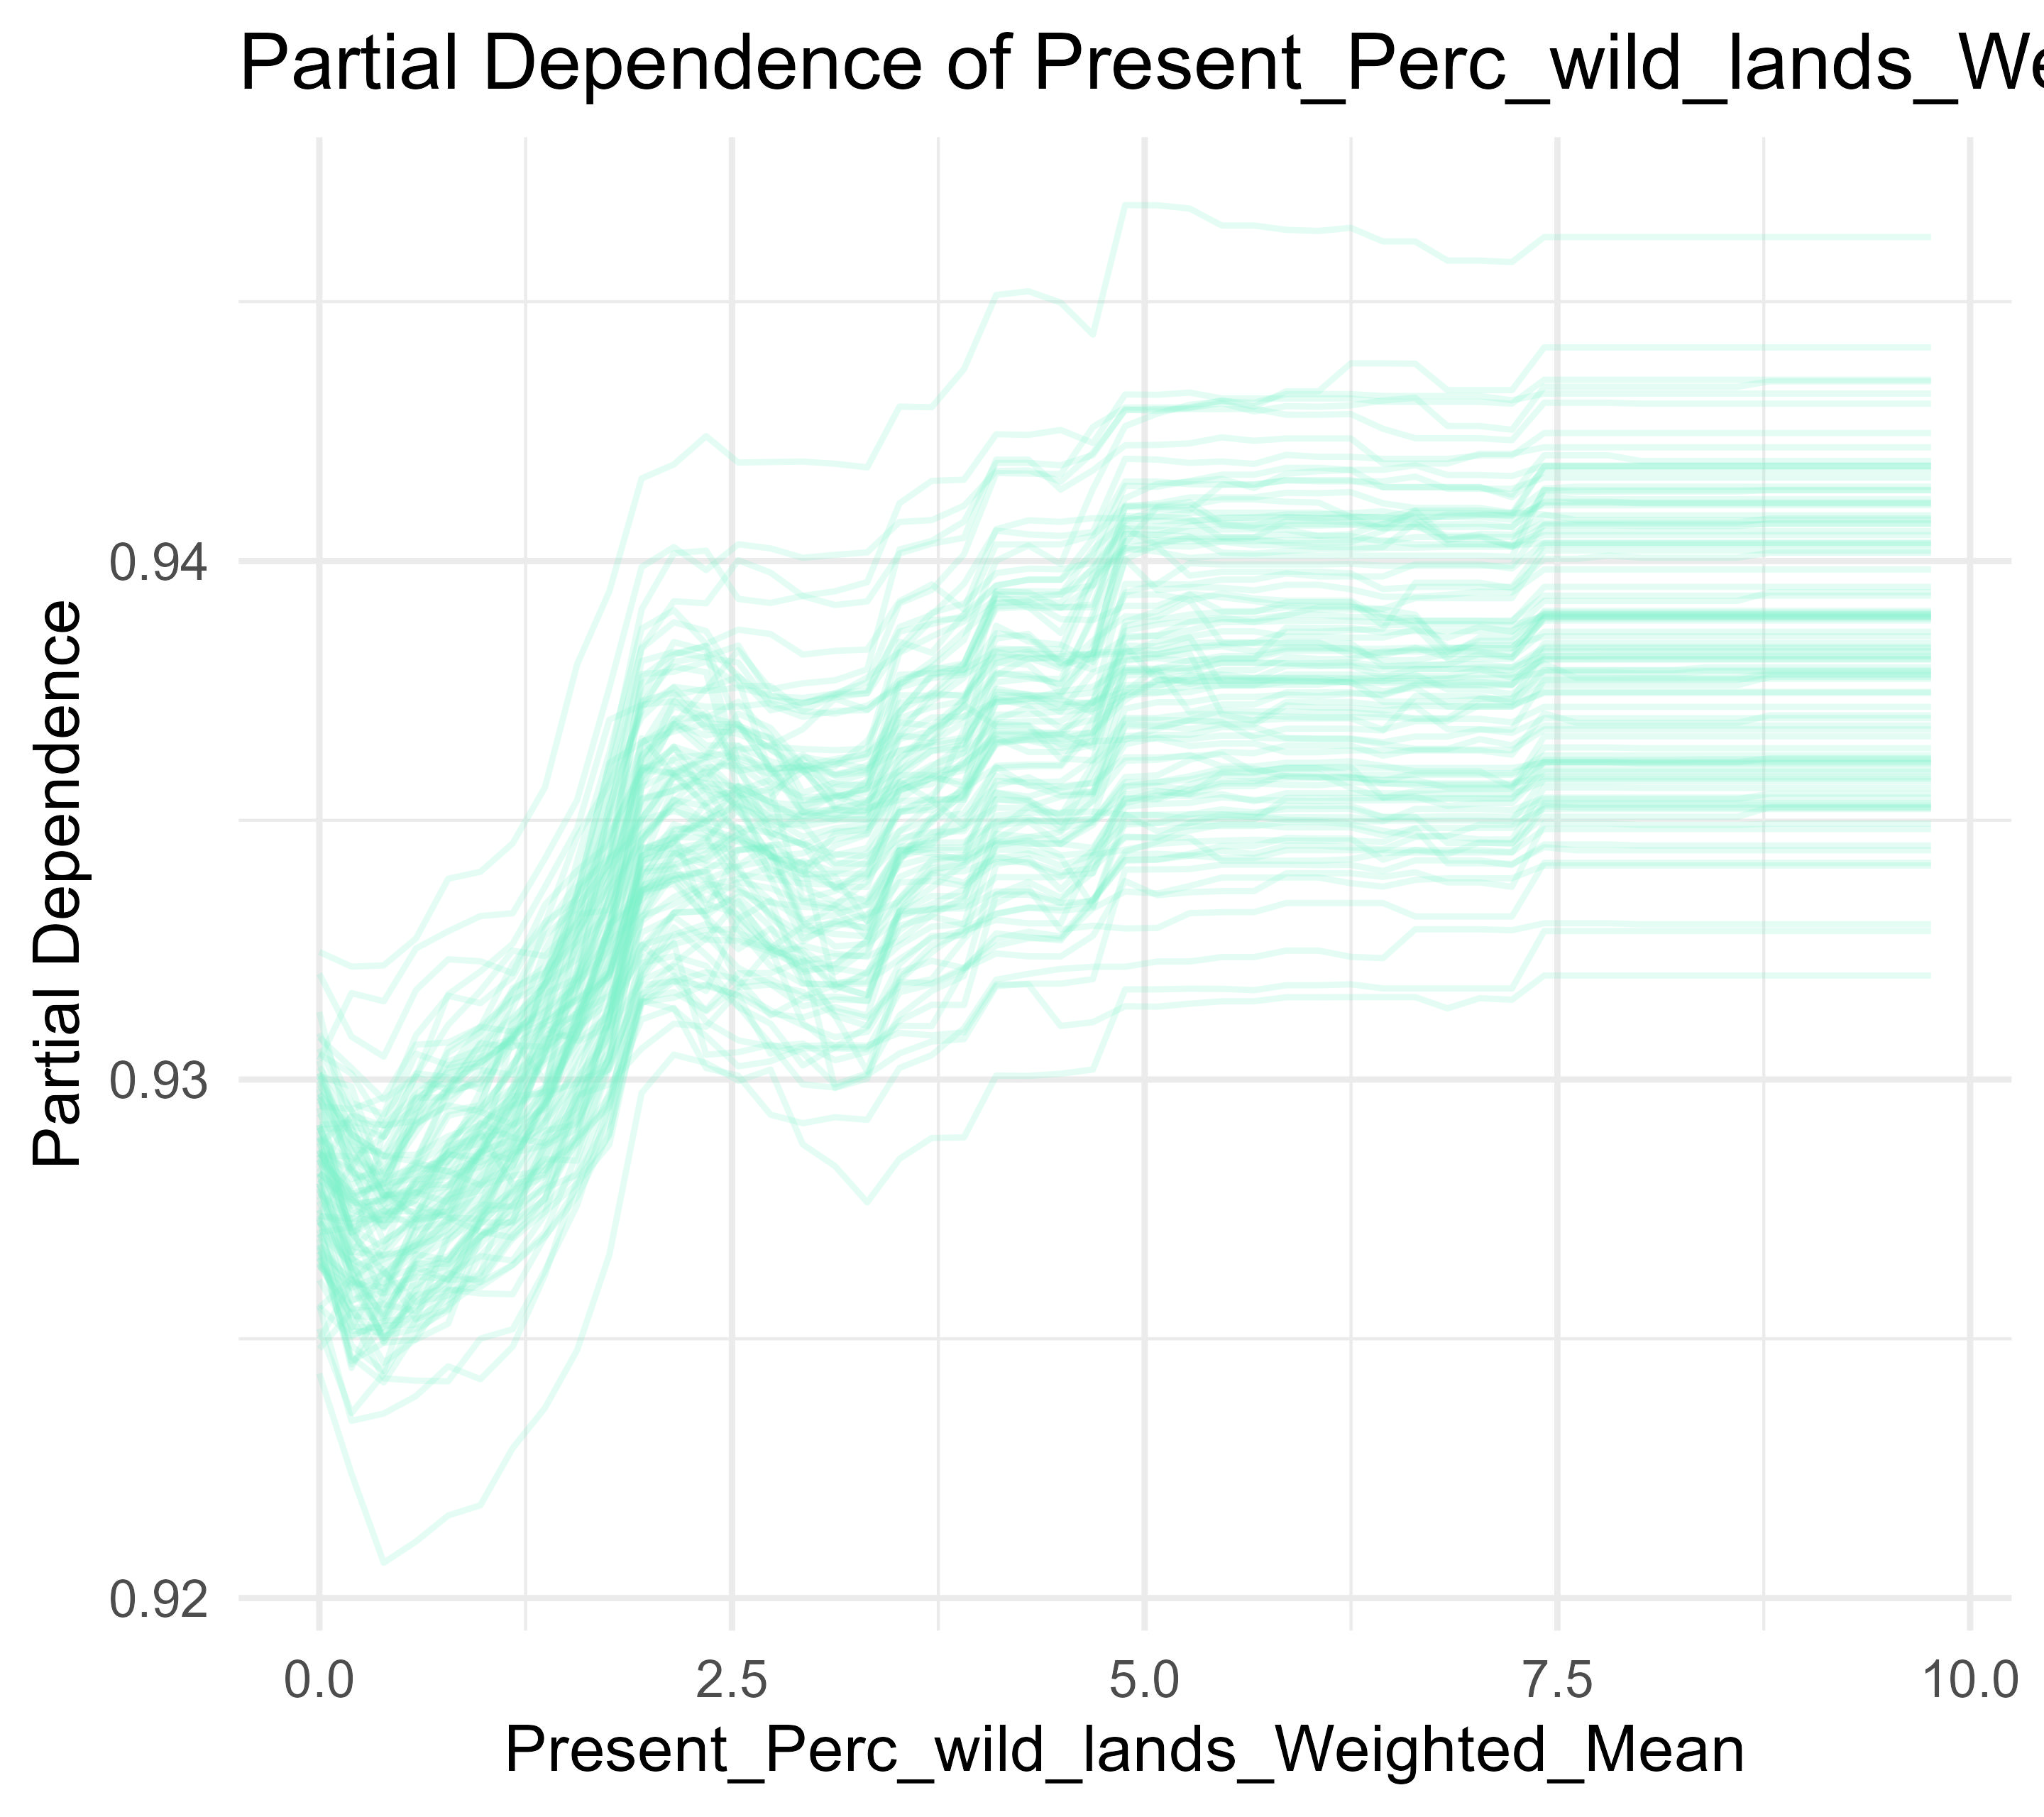 Partial Dependence of Present_Perc_wild_lands_We
Partial Dependence
0.94
0.93
0.92
0.0 2.5 5.0 7.5 10.0
Present_Perc_wild_lands_Weighted_Mean